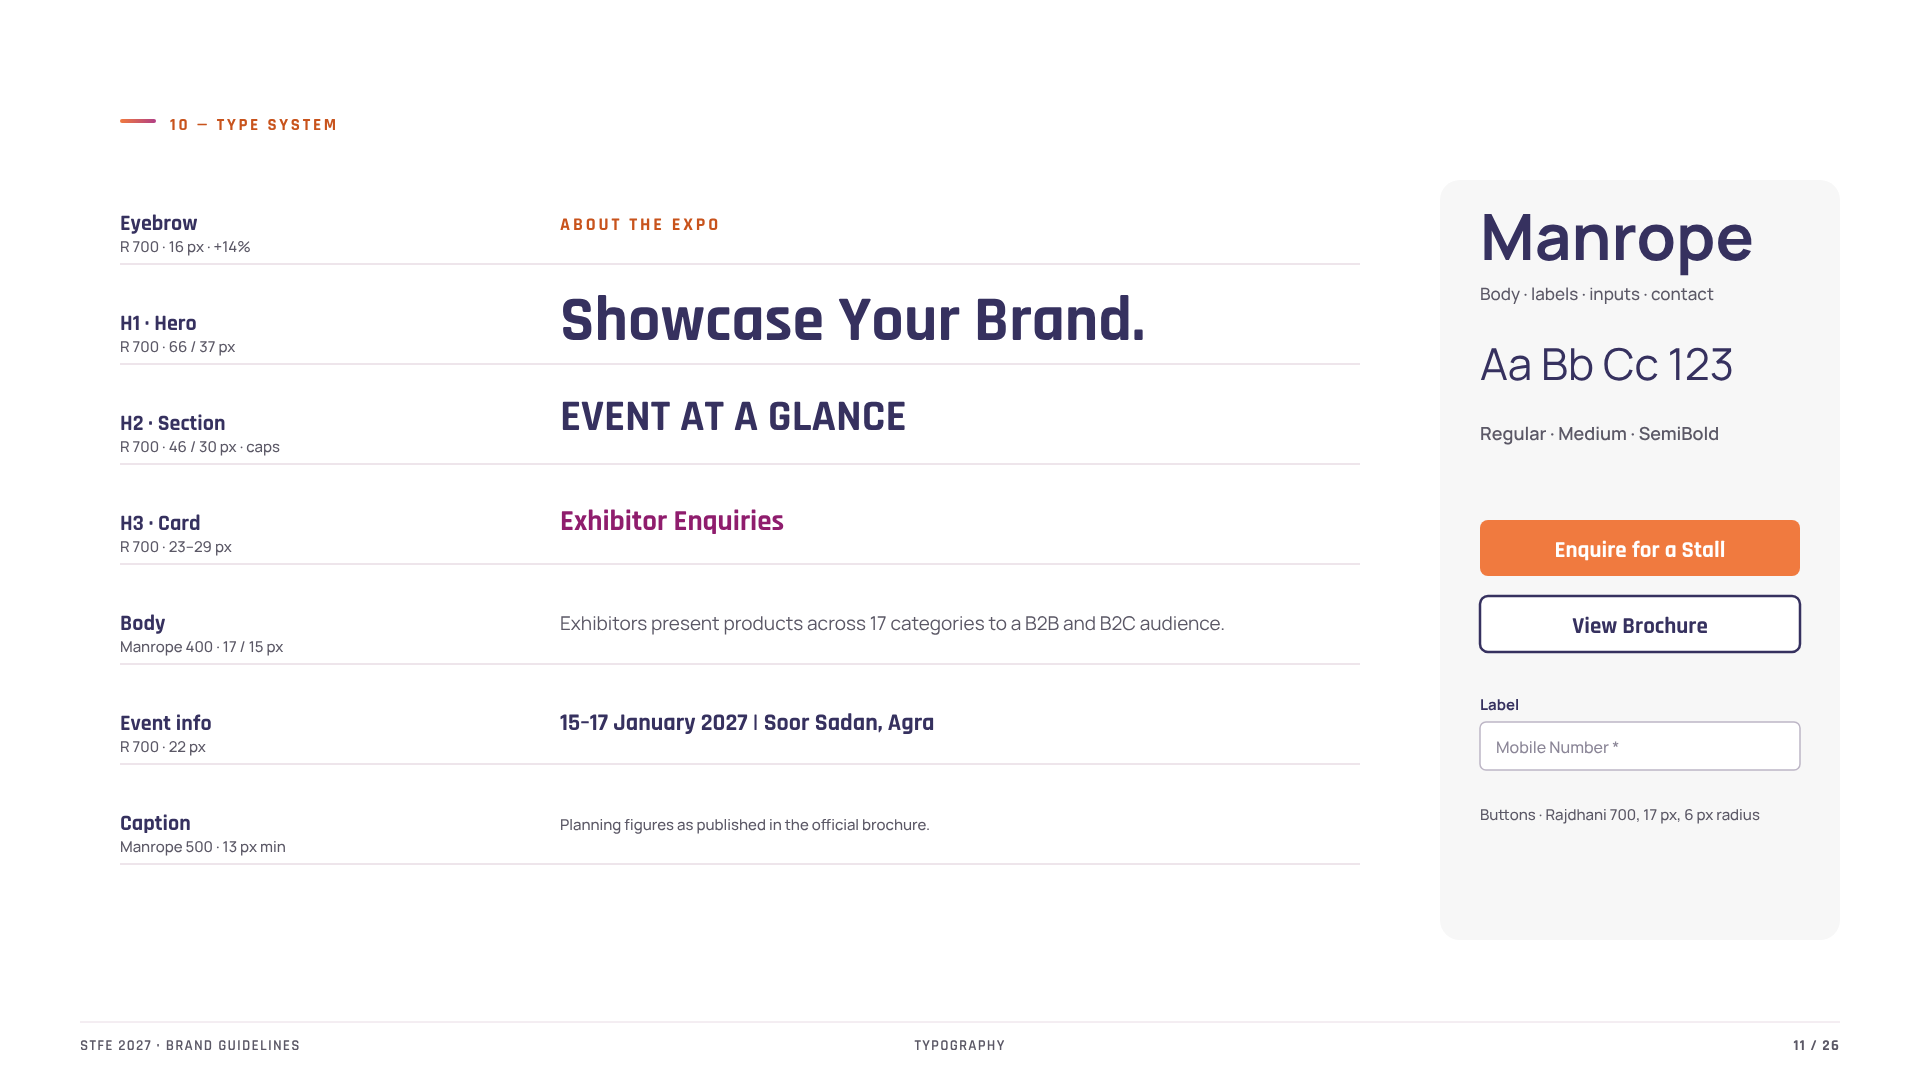 10 — TYPE SYSTEM
Eyebrow
R 700 · 16 px · +14%
ABOUT THE EXPO
H1 · Hero
R 700 · 66 / 37 px
Showcase Your Brand.
H2 · Section
R 700 · 46 / 30 px · caps
EVENT AT A GLANCE
H3 · Card
R 700 · 23–29 px
Exhibitor Enquiries
Body
Manrope 400 · 17 / 15 px
Exhibitors present products across 17 categories to a B2B and B2C audience.
Event info
R 700 · 22 px
15–17 January 2027 | Soor Sadan, Agra
Caption
Manrope 500 · 13 px min
Planning figures as published in the official brochure.
Manrope
Body · labels · inputs · contact
Aa Bb Cc 123
Regular · Medium · SemiBold
Enquire for a Stall
View Brochure
Label
Mobile Number *
Buttons · Rajdhani 700, 17 px, 6 px radius
STFE 2027 · BRAND GUIDELINES
TYPOGRAPHY
11 / 26